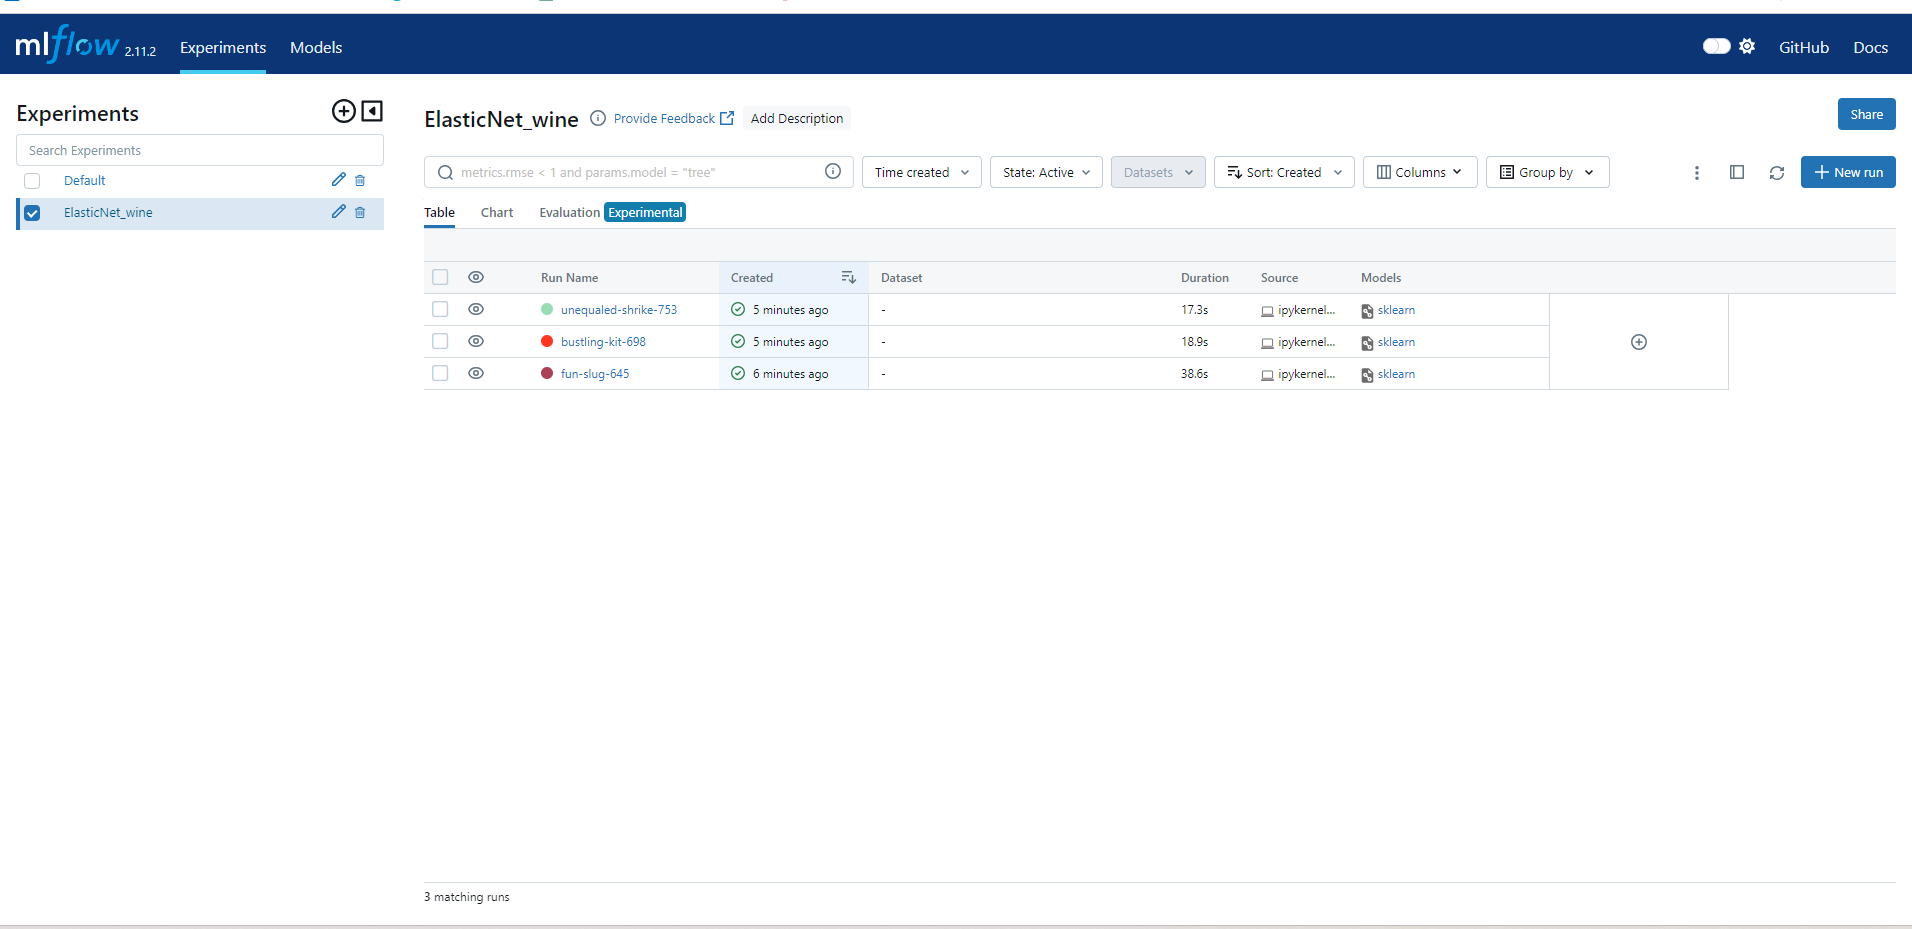 mlflow 2.11.2 Experiments Models GitHub Docs
Experiments
Search Experiments
Default
ElasticNet_wine
ElasticNet_wine Provide Feedback Add Description Share
metrics.rmse < 1 and params.model = "tree" Time created State: Active Datasets Sort: Created Columns Group by New run
Table Chart Evaluation Experimental
Run Name Created Dataset Duration Source Models
unequaled-shrike-753 5 minutes ago - 17.3s ipykernel... sklearn
bustling-kit-698 5 minutes ago - 18.9s ipykernel... sklearn
fun-slug-645 6 minutes ago - 38.6s ipykernel... sklearn
3 matching runs